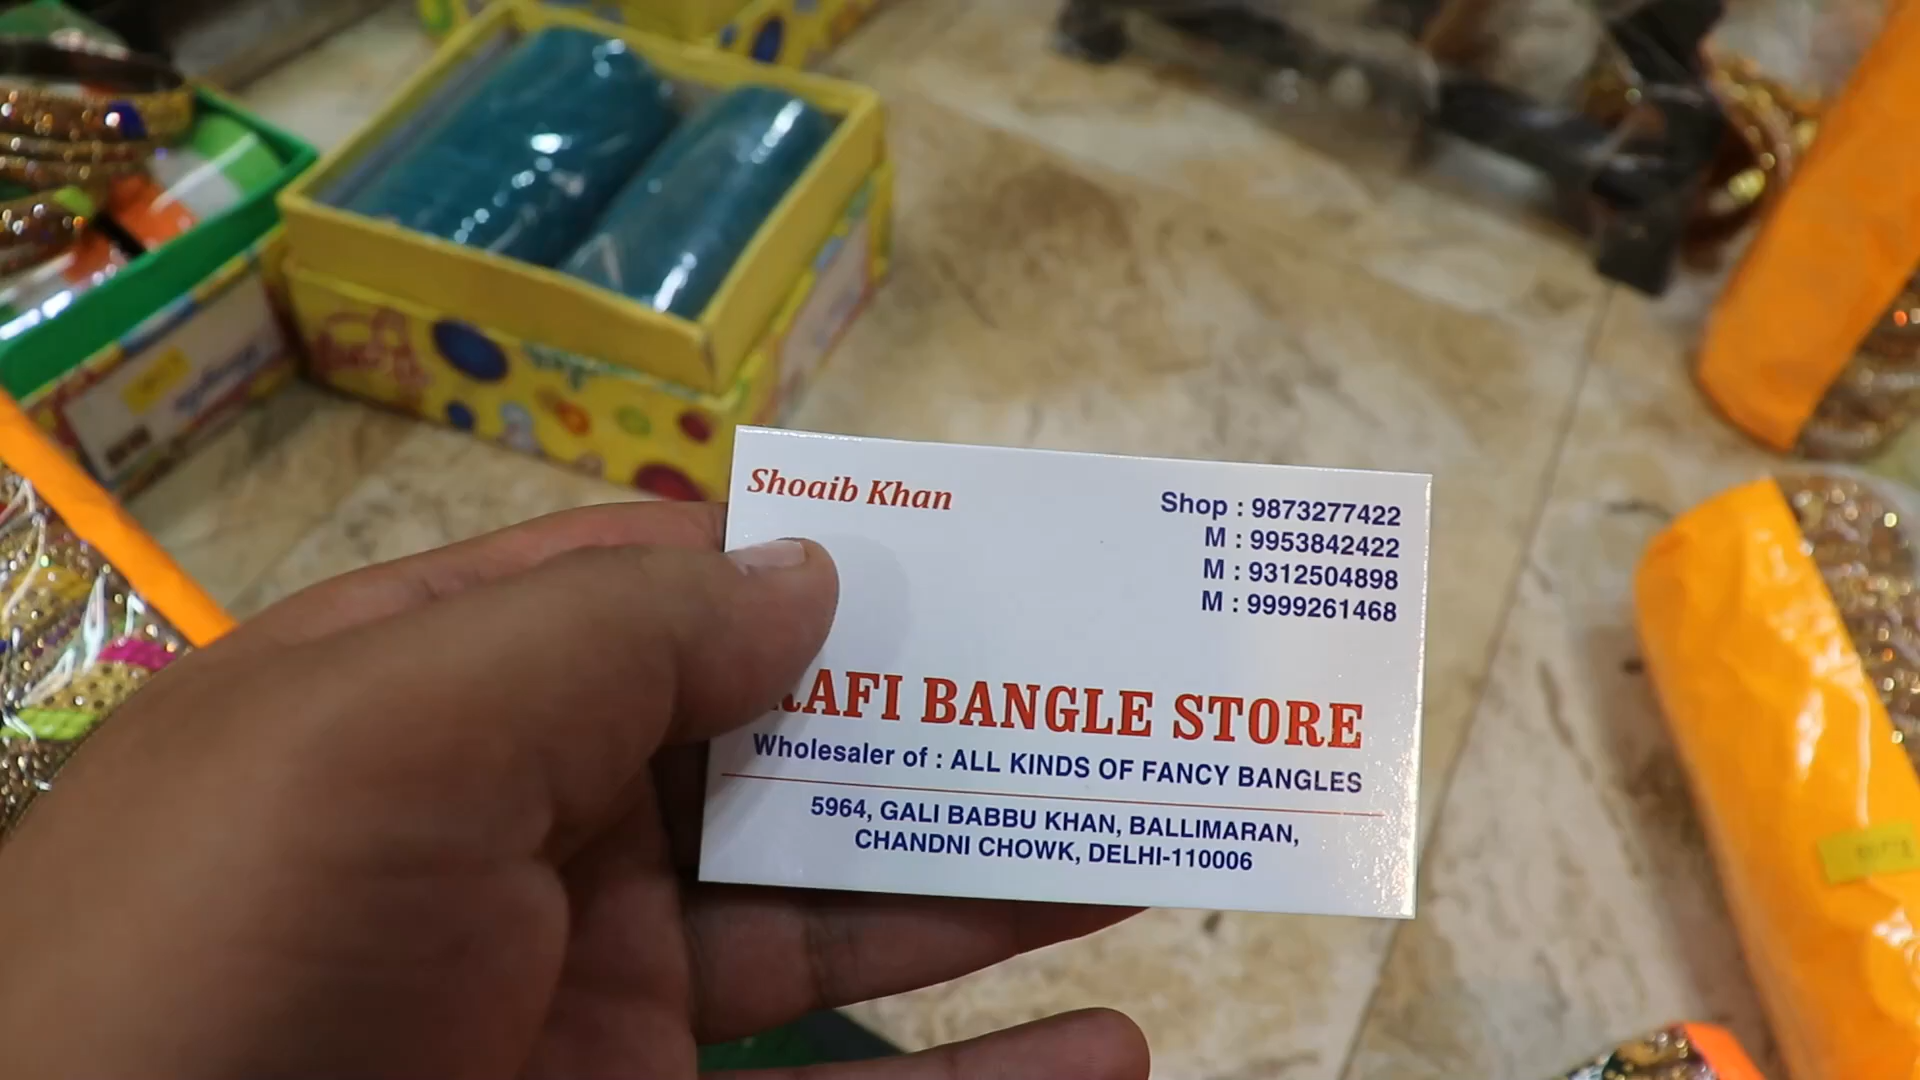 Shoaib Khan
Shop : 9873277422
M : 9953842422
M : 9312504898
M : 9999261468
RAFI BANGLE STORE
Wholesaler of : ALL KINDS OF FANCY BANGLES
5964, GALI BABBU KHAN, BALLIMARAN,
CHANDNI CHOWK, DELHI-110006